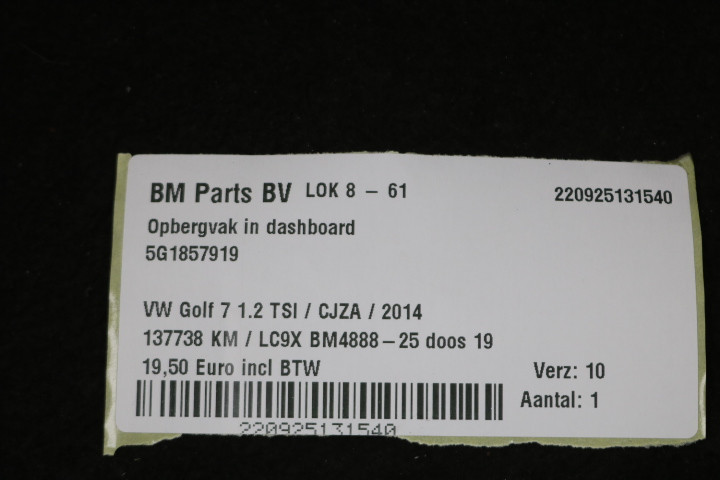 BM Parts BV LOK 8 - 61 220925131540
Opbergvak in dashboard
5G1857919
VW Golf 7 1.2 TSI / CJZA / 2014
137738 KM / LC9X BM4888-25 doos 19
19,50 Euro incl BTW Verz: 10
Aantal: 1
220925131540